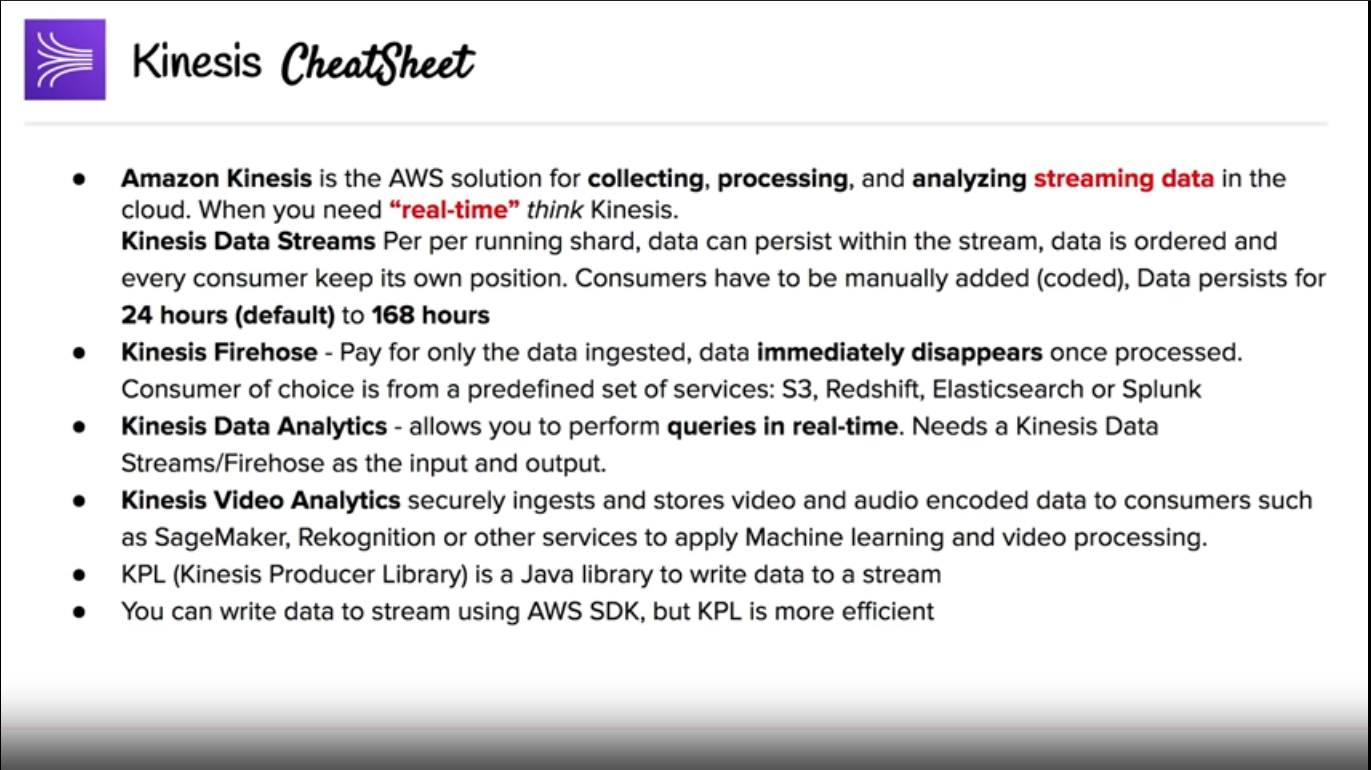 Kinesis CheatSheet
● Amazon Kinesis is the AWS solution for collecting, processing, and analyzing streaming data in the
cloud. When you need “real-time” think Kinesis.
Kinesis Data Streams Per per running shard, data can persist within the stream, data is ordered and
every consumer keep its own position. Consumers have to be manually added (coded), Data persists for
24 hours (default) to 168 hours
● Kinesis Firehose - Pay for only the data ingested, data immediately disappears once processed.
Consumer of choice is from a predefined set of services: S3, Redshift, Elasticsearch or Splunk
● Kinesis Data Analytics - allows you to perform queries in real-time. Needs a Kinesis Data
Streams/Firehose as the input and output.
● Kinesis Video Analytics securely ingests and stores video and audio encoded data to consumers such
as SageMaker, Rekognition or other services to apply Machine learning and video processing.
● KPL (Kinesis Producer Library) is a Java library to write data to a stream
● You can write data to stream using AWS SDK, but KPL is more efficient